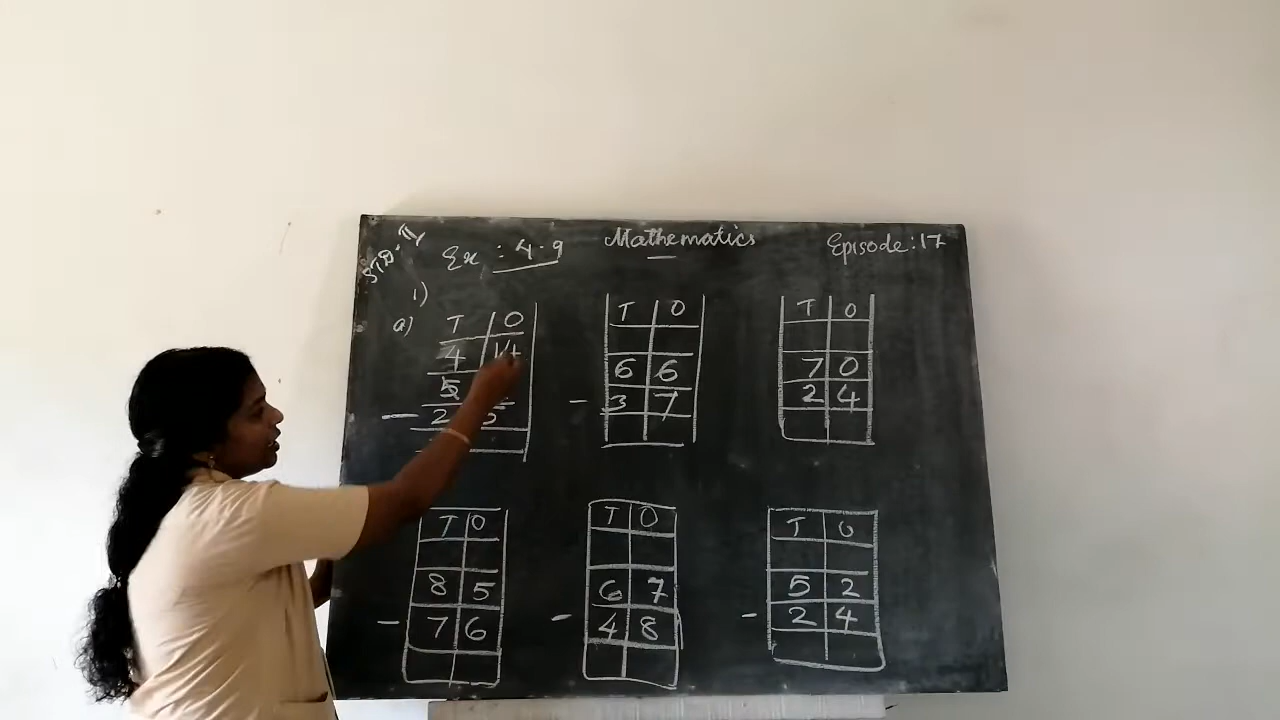 STD: II
Ex : 4.9
Mathematics
Episode: 17
1)
a)
T O
4 14
5
- 2 5
T O
6 6
- 3 7
T O
7 0
2 4
T O
8 5
- 7 6
T O
6 7
- 4 8
T O
5 2
- 2 4